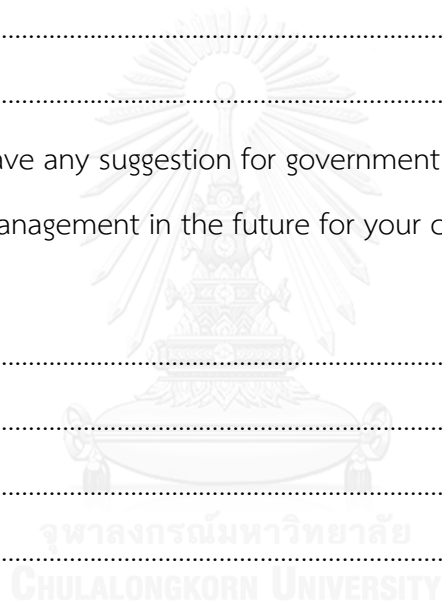 ................................................................
................................................................
ave any suggestion for government
anagement in the future for your c
................................................................
................................................................
................................................................
จุฬาลงกรณ์มหาวิทยาลัย
................................................................
CHULALONGKORN UNIVERSITY